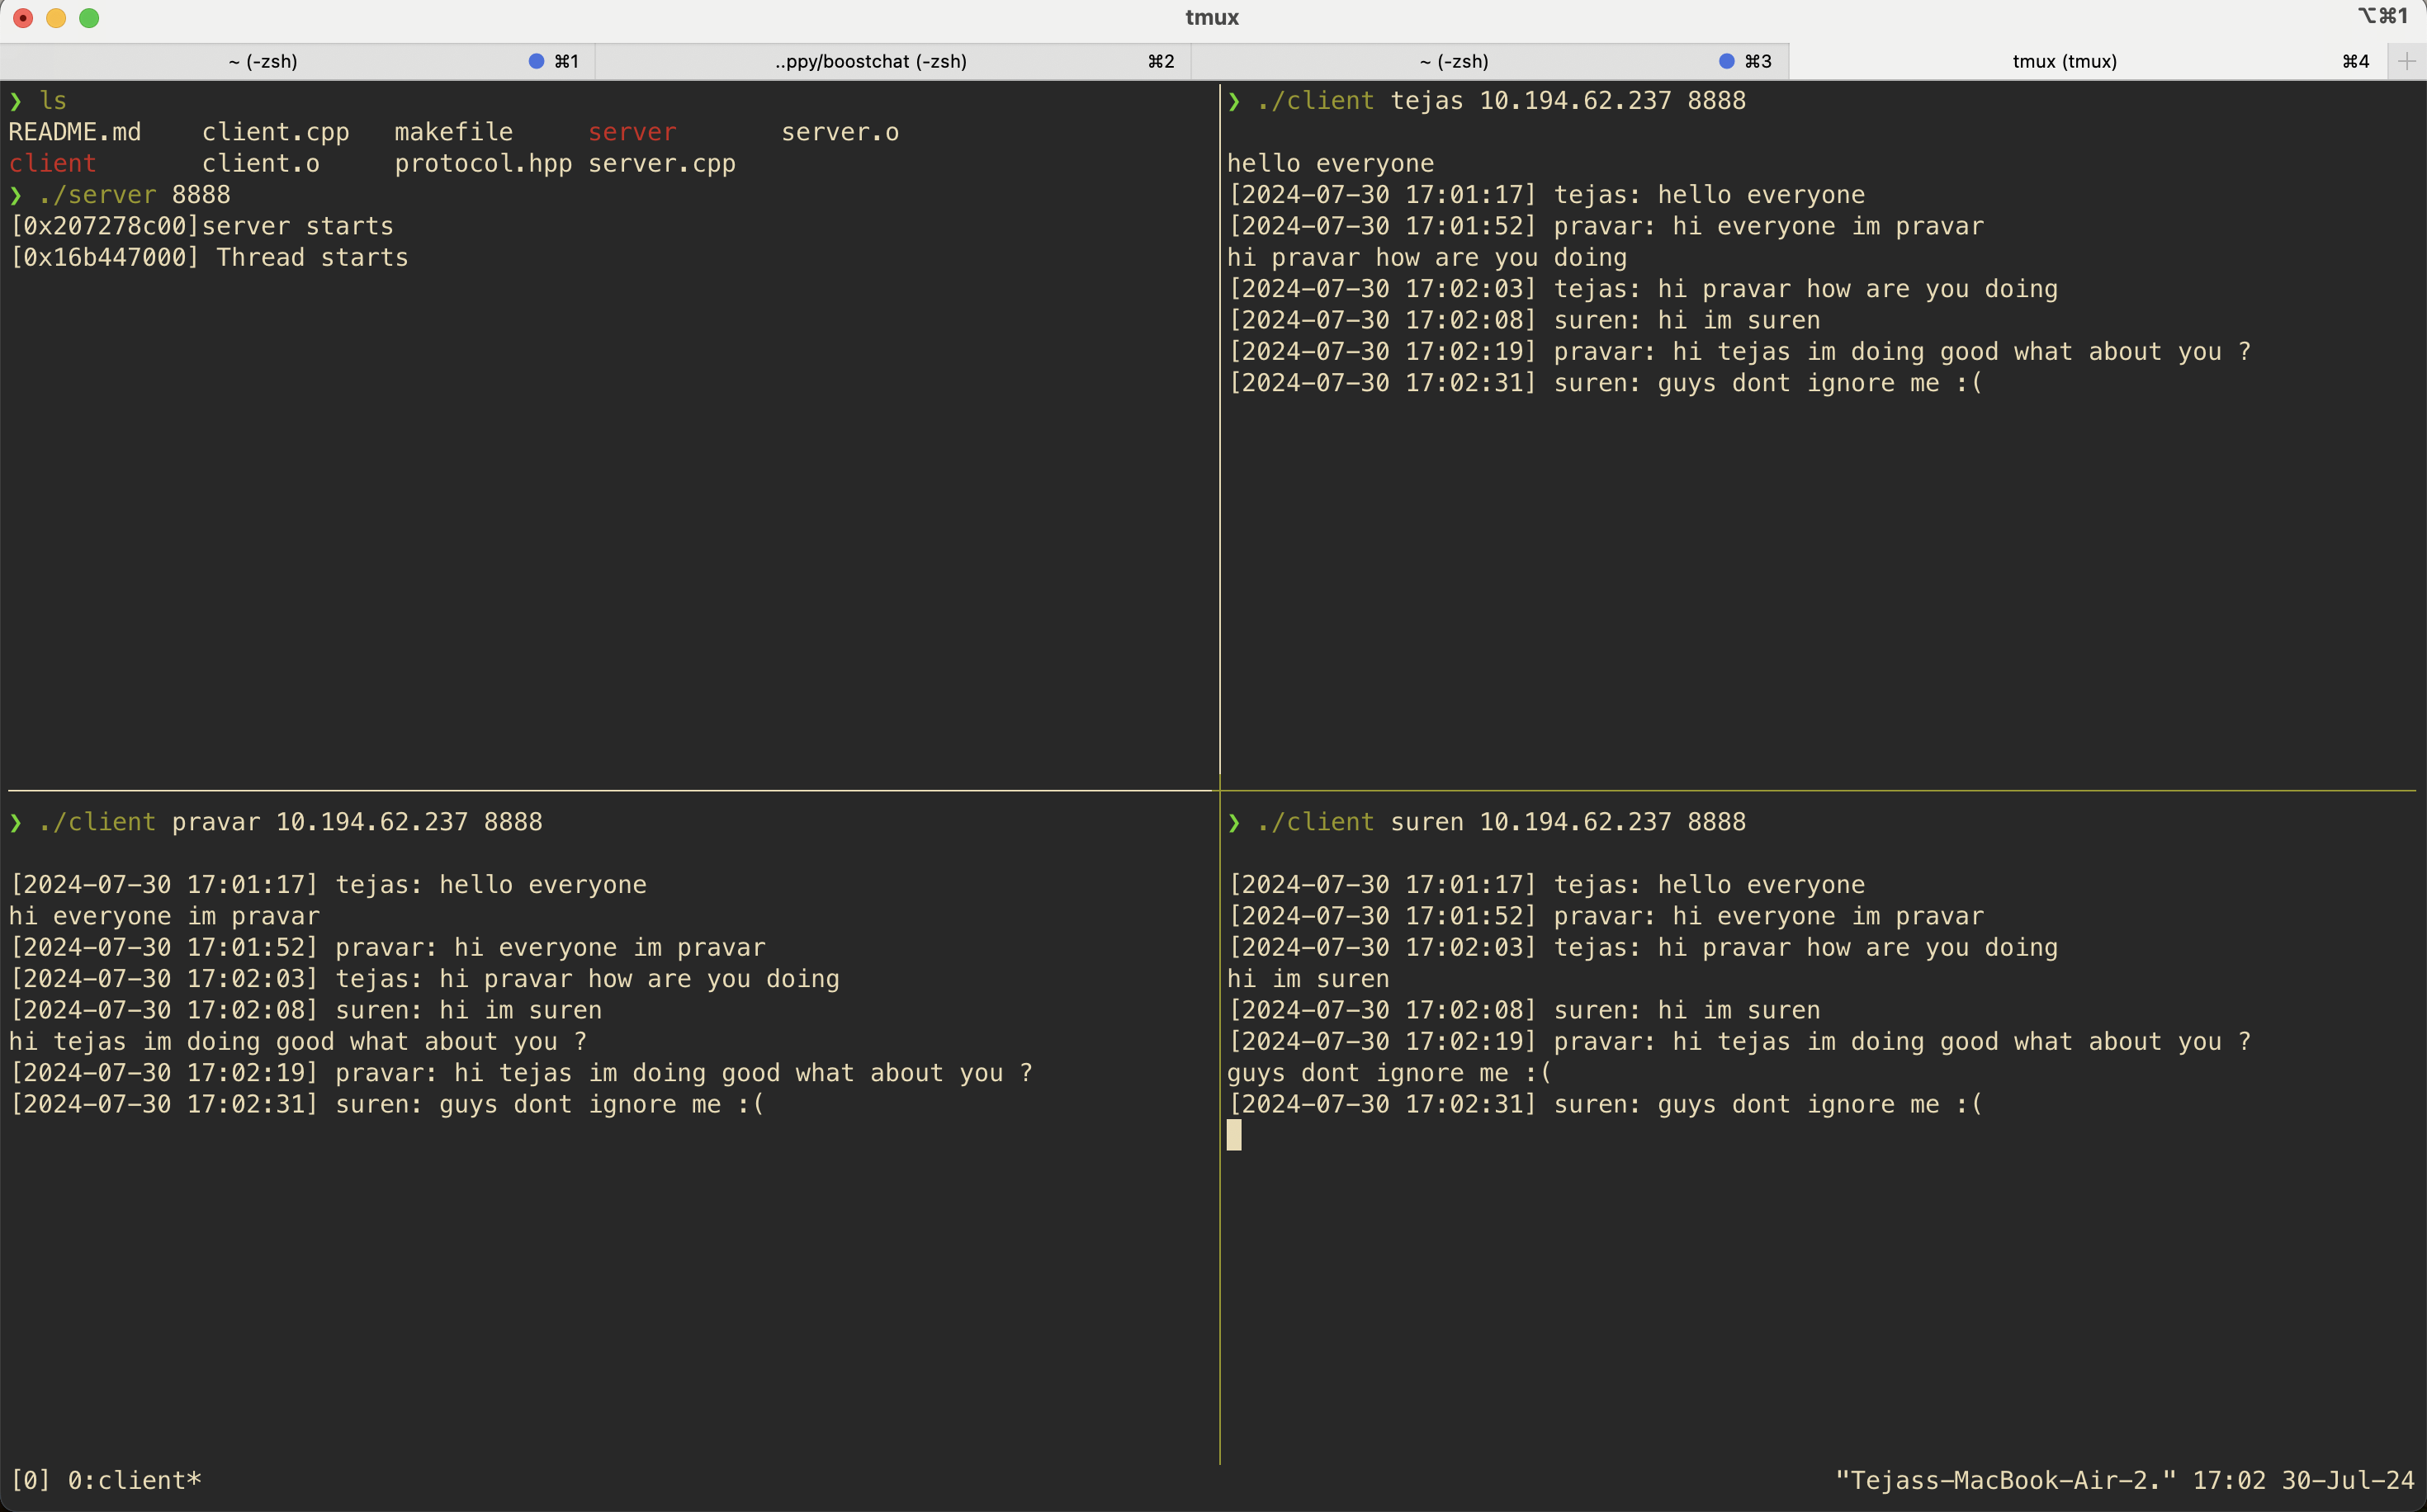 tmux
⌥⌘1
~ (-zsh) ⌘1
..ppy/boostchat (-zsh) ⌘2
~ (-zsh) ⌘3
tmux (tmux) ⌘4
❯ ls
README.md client.cpp makefile server server.o
client client.o protocol.hpp server.cpp
❯ ./server 8888
[0x207278c00]server starts
[0x16b447000] Thread starts
❯ ./client tejas 10.194.62.237 8888
hello everyone
[2024-07-30 17:01:17] tejas: hello everyone
[2024-07-30 17:01:52] pravar: hi everyone im pravar
hi pravar how are you doing
[2024-07-30 17:02:03] tejas: hi pravar how are you doing
[2024-07-30 17:02:08] suren: hi im suren
[2024-07-30 17:02:19] pravar: hi tejas im doing good what about you ?
[2024-07-30 17:02:31] suren: guys dont ignore me :(
❯ ./client pravar 10.194.62.237 8888
[2024-07-30 17:01:17] tejas: hello everyone
hi everyone im pravar
[2024-07-30 17:01:52] pravar: hi everyone im pravar
[2024-07-30 17:02:03] tejas: hi pravar how are you doing
[2024-07-30 17:02:08] suren: hi im suren
hi tejas im doing good what about you ?
[2024-07-30 17:02:19] pravar: hi tejas im doing good what about you ?
[2024-07-30 17:02:31] suren: guys dont ignore me :(
❯ ./client suren 10.194.62.237 8888
[2024-07-30 17:01:17] tejas: hello everyone
[2024-07-30 17:01:52] pravar: hi everyone im pravar
[2024-07-30 17:02:03] tejas: hi pravar how are you doing
hi im suren
[2024-07-30 17:02:08] suren: hi im suren
[2024-07-30 17:02:19] pravar: hi tejas im doing good what about you ?
guys dont ignore me :(
[2024-07-30 17:02:31] suren: guys dont ignore me :(
[0] 0:client*
"Tejass-MacBook-Air-2." 17:02 30-Jul-24